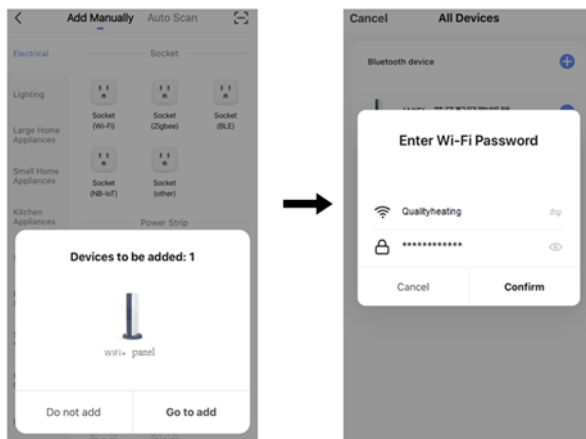 Add Manually Auto Scan
Electrical
Socket
Lighting
Socket
(Wi-Fi)
Socket
(Zigbee)
Socket
(BLE)
Large Home
Appliances
Small Home
Appliances
Socket
(NB-IoT)
Socket
(other)
Kitchen
Appliances
Power Strip
Devices to be added: 1
WIFI+ panel
Do not add
Go to add
Cancel
All Devices
Bluetooth device
Enter Wi-Fi Password
Qualityheating
************
Cancel
Confirm